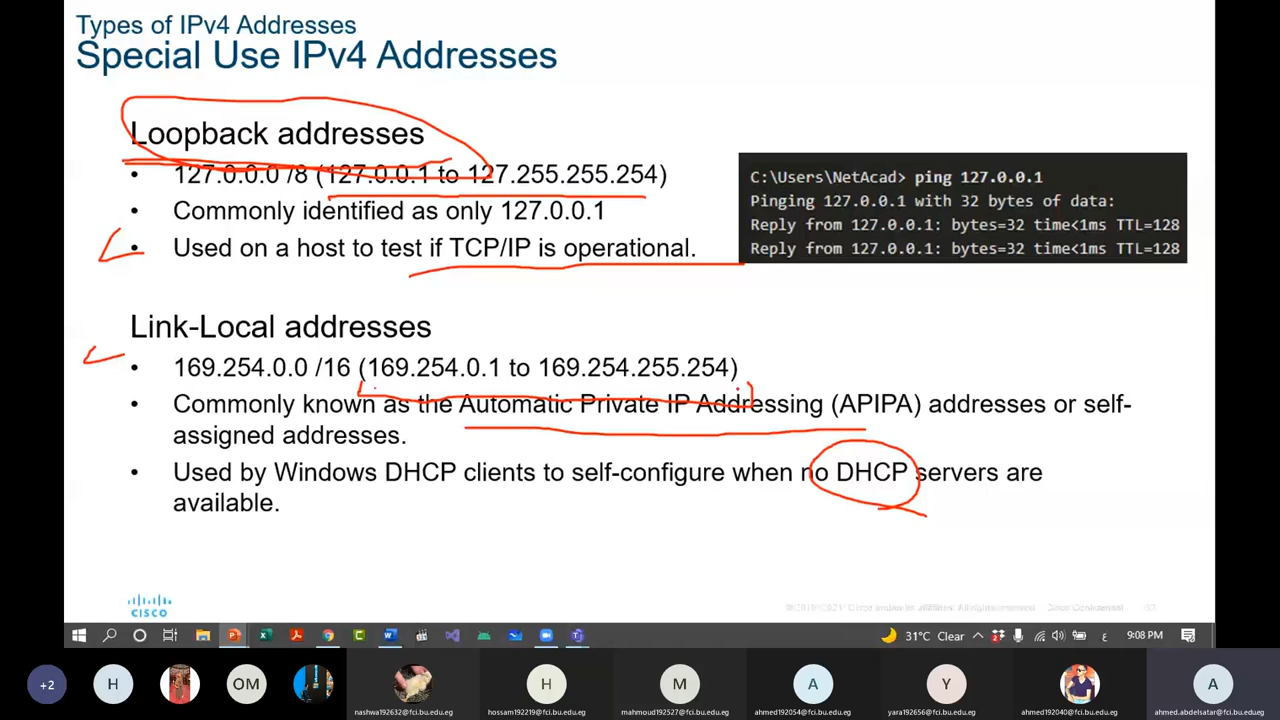 Types of IPv4 Addresses
Special Use IPv4 Addresses
Loopback addresses
• 127.0.0.0 /8 (127.0.0.1 to 127.255.255.254)
• Commonly identified as only 127.0.0.1
• Used on a host to test if TCP/IP is operational.
C:\Users\NetAcad> ping 127.0.0.1
Pinging 127.0.0.1 with 32 bytes of data:
Reply from 127.0.0.1: bytes=32 time<1ms TTL=128
Reply from 127.0.0.1: bytes=32 time<1ms TTL=128
Link-Local addresses
• 169.254.0.0 /16 (169.254.0.1 to 169.254.255.254)
• Commonly known as the Automatic Private IP Addressing (APIPA) addresses or self-
assigned addresses.
• Used by Windows DHCP clients to self-configure when no DHCP servers are
available.
CISCO
Cisco Confidential
31°C Clear ع 9:08 PM
+2 H OM H M A Y A
nashwa192632@fci.bu.edu.eg hossam192219@fci.bu.edu.eg mahmoud192527@fci.bu.edu.eg ahmed192054@fci.bu.edu.eg yara192656@fci.bu.edu.eg ahmed192040@fci.bu.edu.eg ahmed.abdelsalar@fci.bu.edu.eg